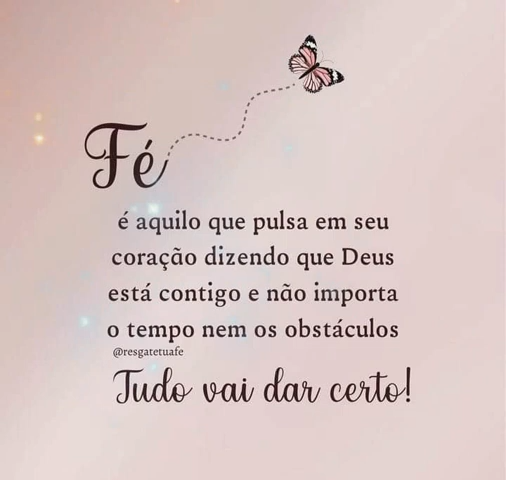 Fé
é aquilo que pulsa em seu
coração dizendo que Deus
está contigo e não importa
o tempo nem os obstáculos
@resgatetuafe
Tudo vai dar certo!